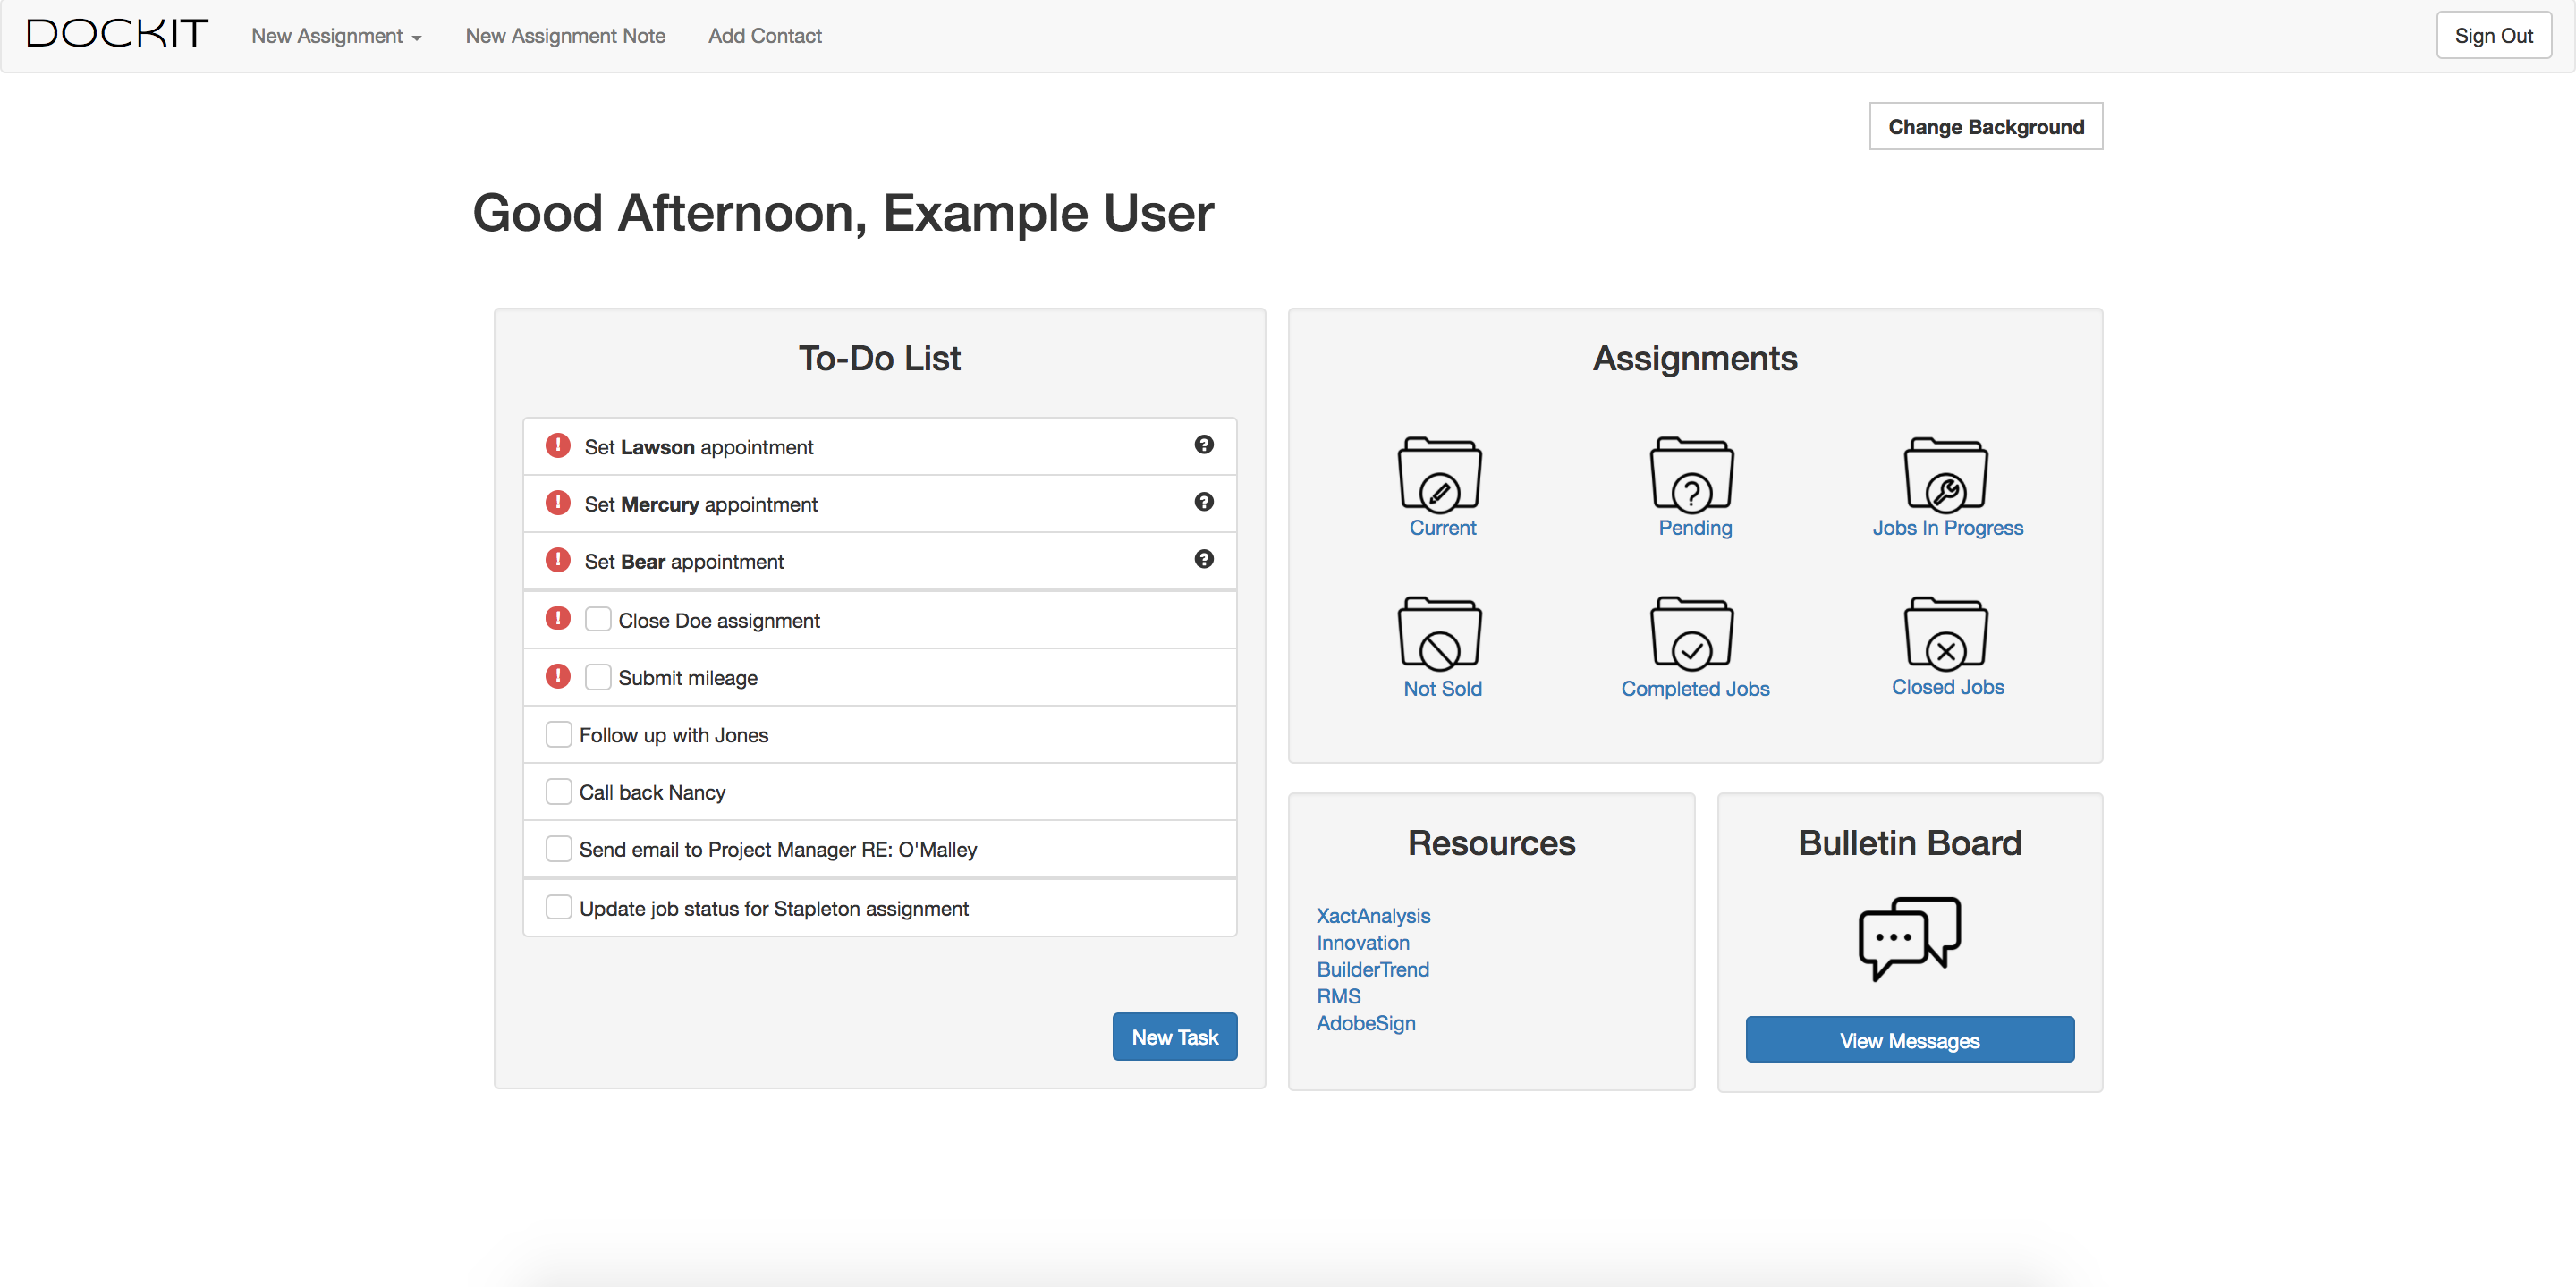 DOCKIT New Assignment New Assignment Note Add Contact Sign Out
Change Background
Good Afternoon, Example User
To-Do List
Set Lawson appointment
Set Mercury appointment
Set Bear appointment
Close Doe assignment
Submit mileage
Follow up with Jones
Call back Nancy
Send email to Project Manager RE: O'Malley
Update job status for Stapleton assignment
New Task
Assignments
Current Pending Jobs In Progress
Not Sold Completed Jobs Closed Jobs
Resources
XactAnalysis
Innovation
BuilderTrend
RMS
AdobeSign
Bulletin Board
View Messages